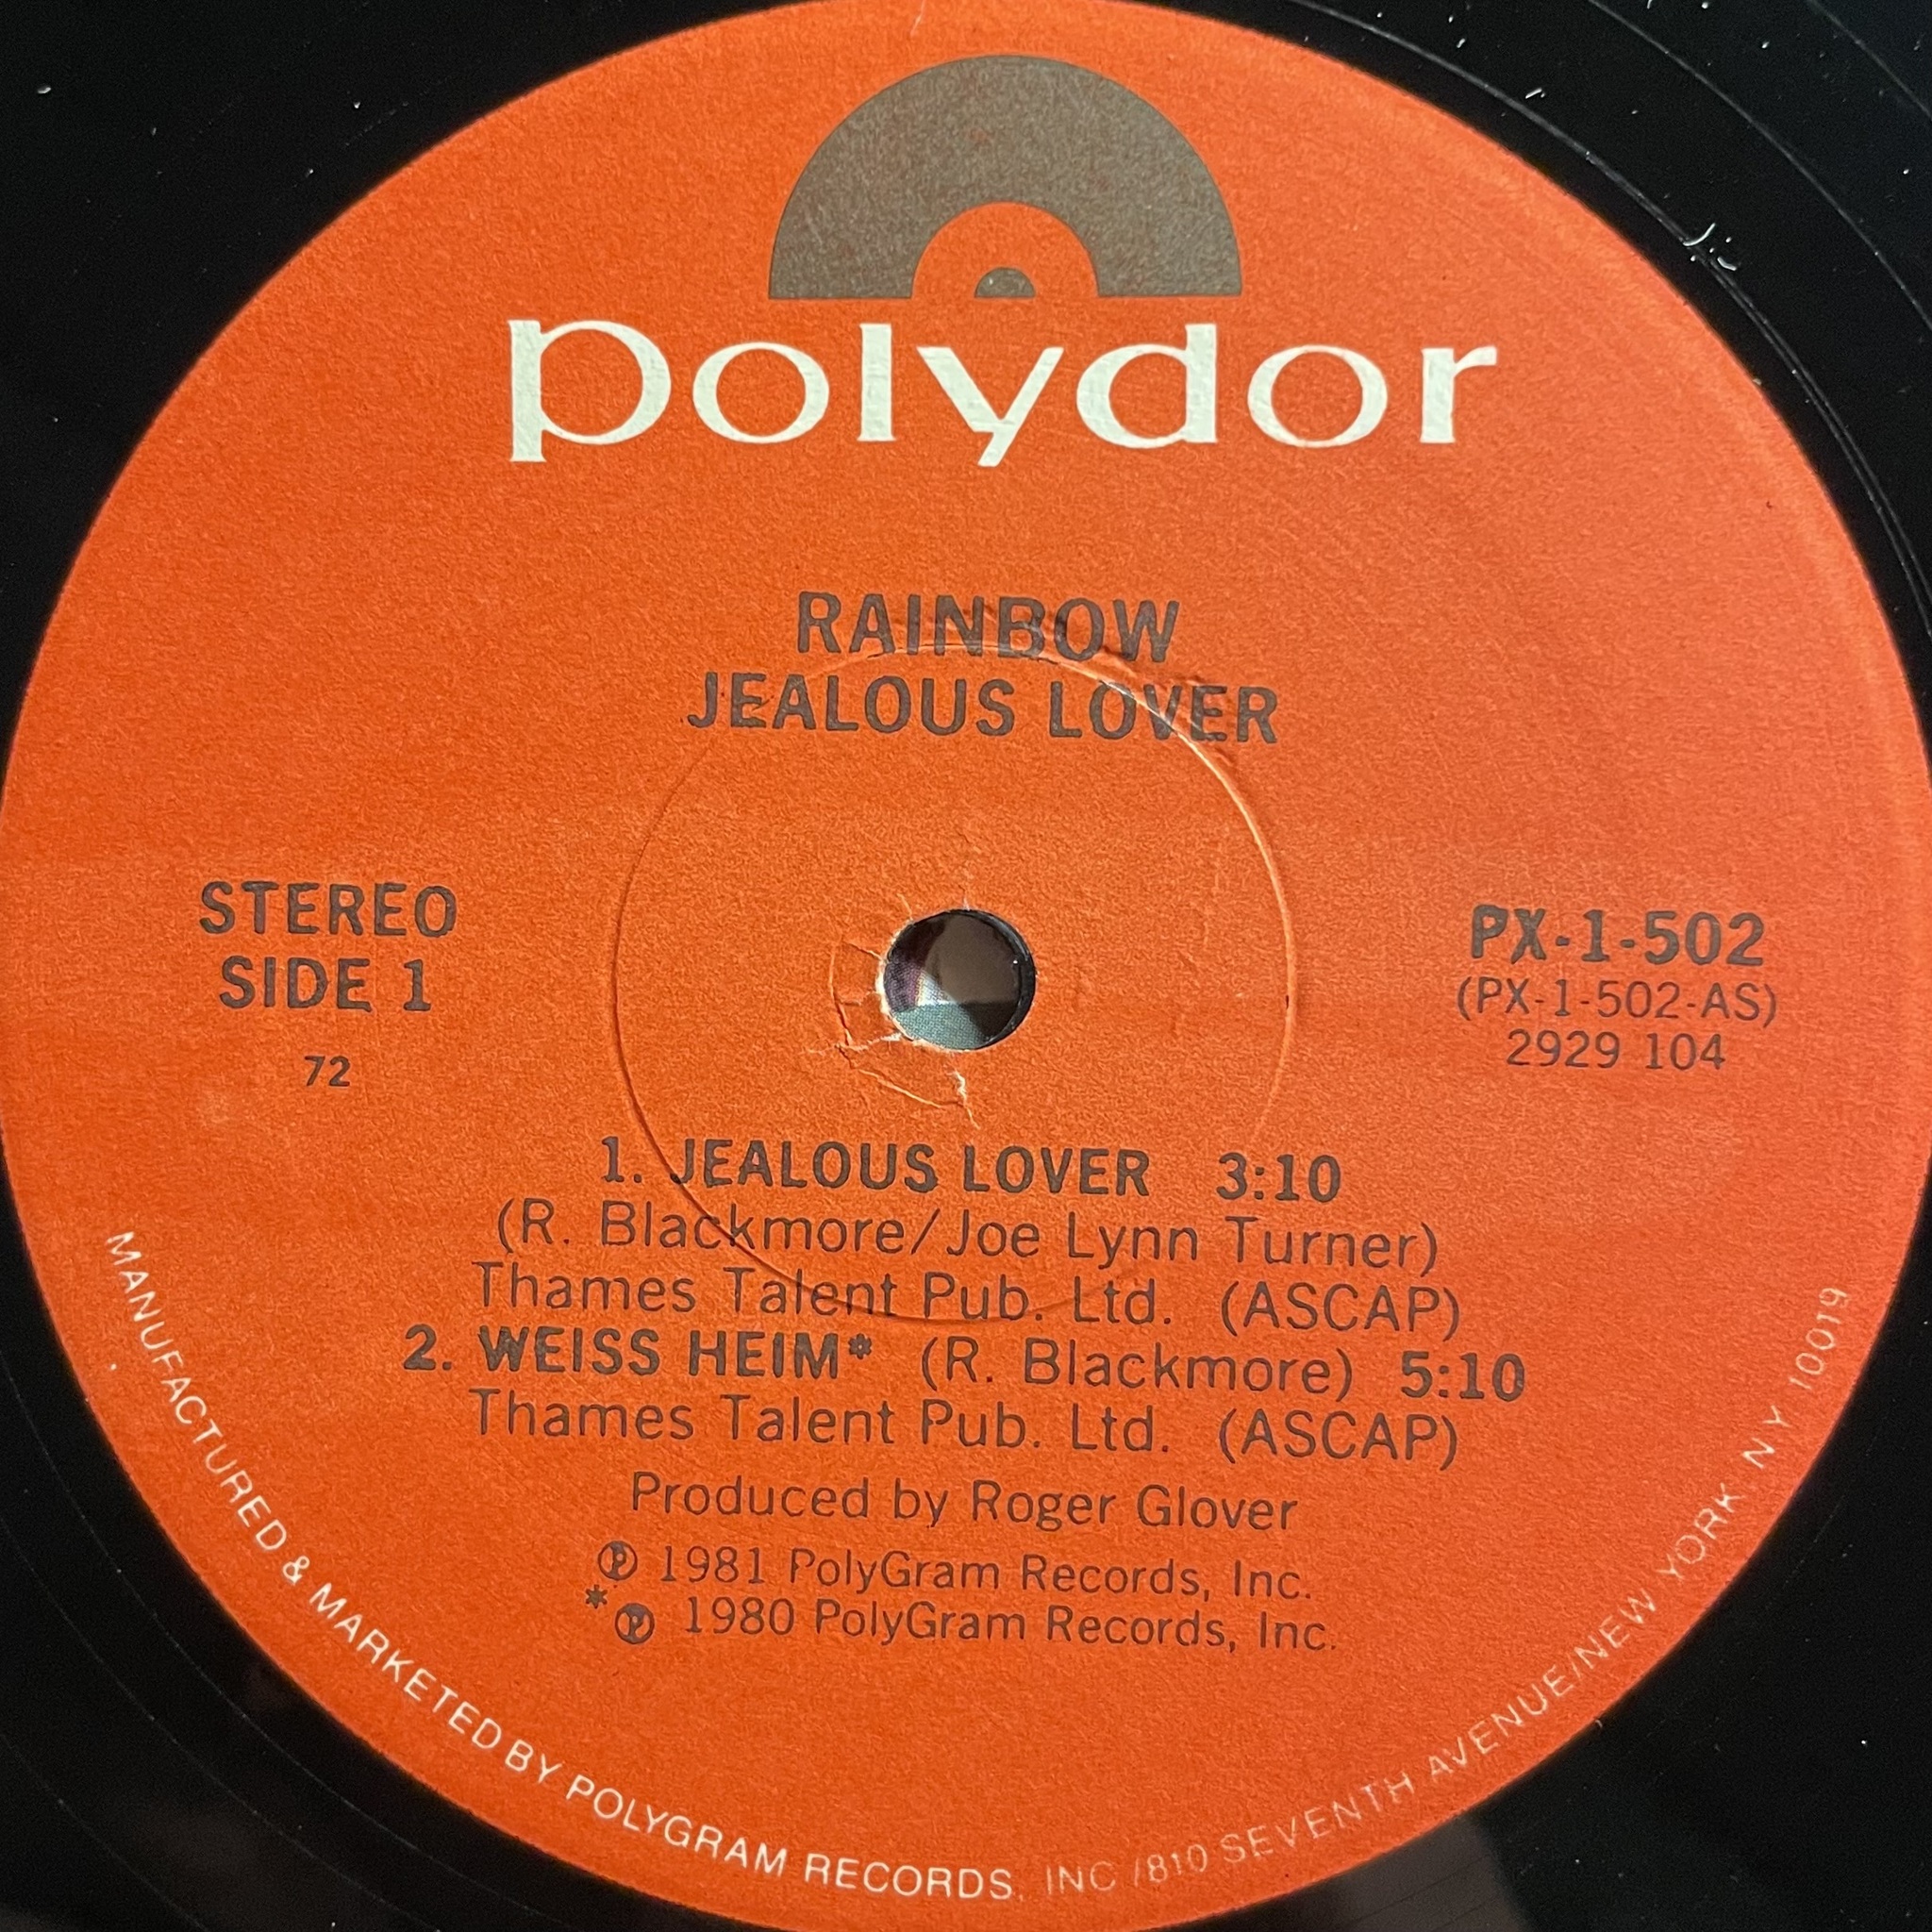 polydor
RAINBOW
JEALOUS LOVER
STEREO
SIDE 1
72
PX-1-502
(PX-1-502-AS)
2929 104
1. JEALOUS LOVER 3:10
(R. Blackmore/Joe Lynn Turner)
Thames Talent Pub. Ltd. (ASCAP)
2. WEISS HEIM* (R. Blackmore) 5:10
Thames Talent Pub. Ltd. (ASCAP)
Produced by Roger Glover
℗ 1981 PolyGram Records, Inc.
*℗ 1980 PolyGram Records, Inc.
MANUFACTURED & MARKETED BY POLYGRAM RECORDS, INC /810 SEVENTH AVENUE/NEW YORK, NY 10019